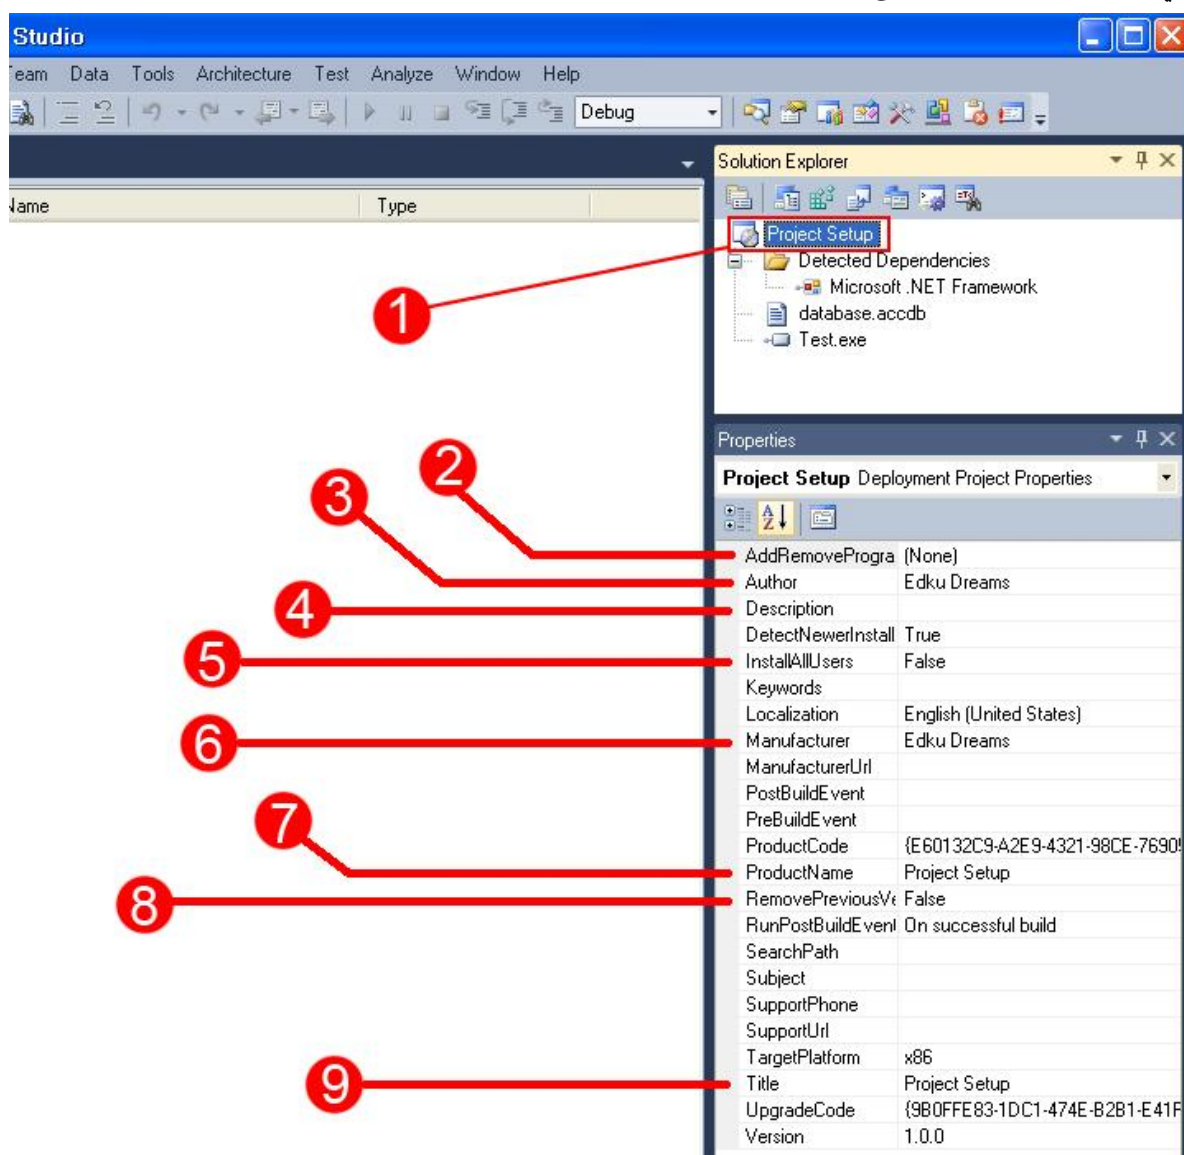 Studio
Team Data Tools Architecture Test Analyze Window Help
Debug
Solution Explorer
Name Type
Project Setup
Detected Dependencies
Microsoft .NET Framework
database.accdb
Test.exe
1
Properties
Project Setup Deployment Project Properties
2
3
AddRemoveProgra (None)
Author Edku Dreams
4
Description
DetectNewerInstall True
5
InstallAllUsers False
Keywords
Localization English (United States)
6
Manufacturer Edku Dreams
ManufacturerUrl
PostBuildEvent
PreBuildEvent
7
ProductCode {E60132C9-A2E9-4321-98CE-7690
ProductName Project Setup
8
RemovePreviousVe False
RunPostBuildEvent On successful build
SearchPath
Subject
SupportPhone
SupportUrl
TargetPlatform x86
9
Title Project Setup
UpgradeCode {9B0FFE83-1DC1-474E-B2B1-E41F
Version 1.0.0